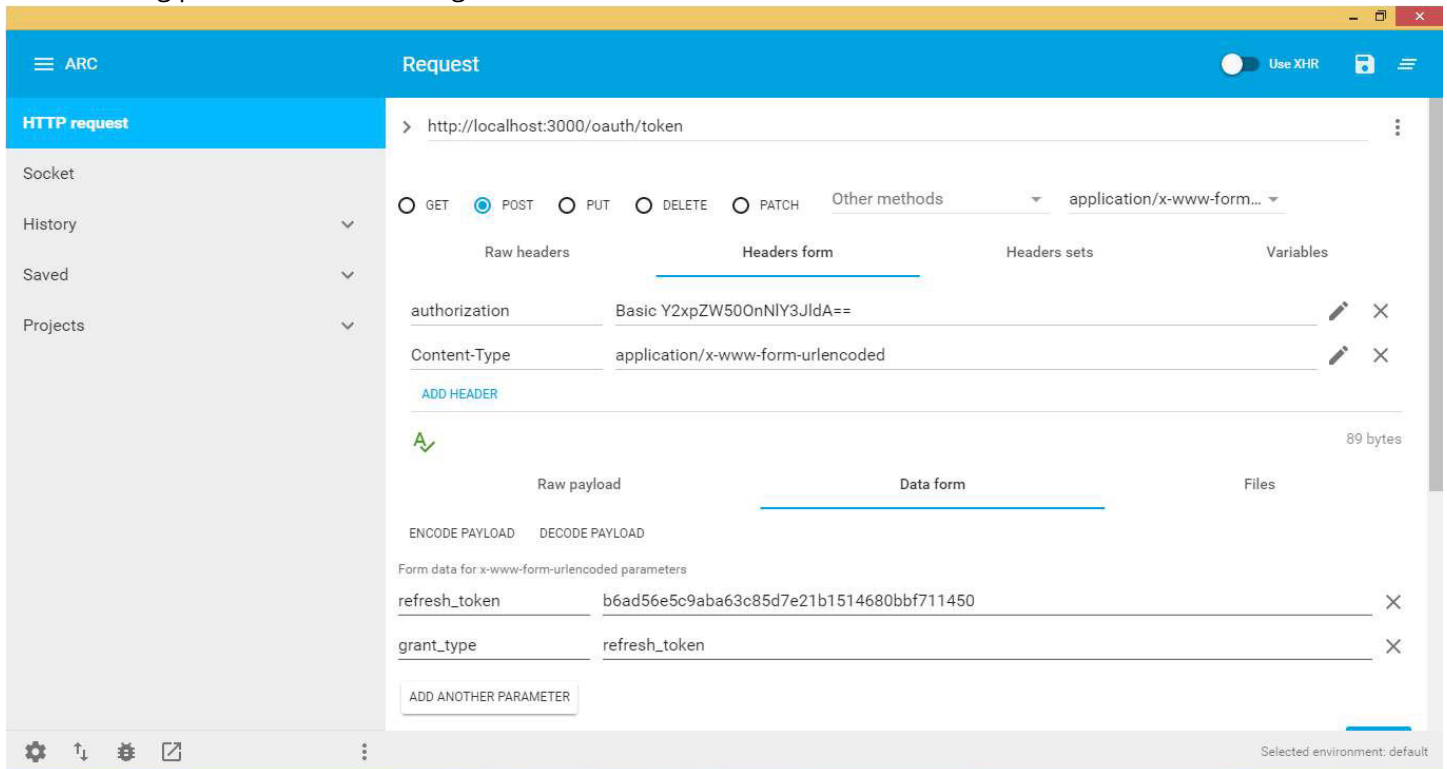 ARC
Request
Use XHR
HTTP request
http://localhost:3000/oauth/token
Socket
GET POST PUT DELETE PATCH Other methods application/x-www-form...
History
Raw headers Headers form Headers sets Variables
Saved
authorization Basic Y2xpZW50OnNlY3JldA==
Projects
Content-Type application/x-www-form-urlencoded
ADD HEADER
89 bytes
Raw payload Data form Files
ENCODE PAYLOAD DECODE PAYLOAD
Form data for x-www-form-urlencoded parameters
refresh_token b6ad56e5c9aba63c85d7e21b1514680bbf711450
grant_type refresh_token
ADD ANOTHER PARAMETER
Selected environment: default